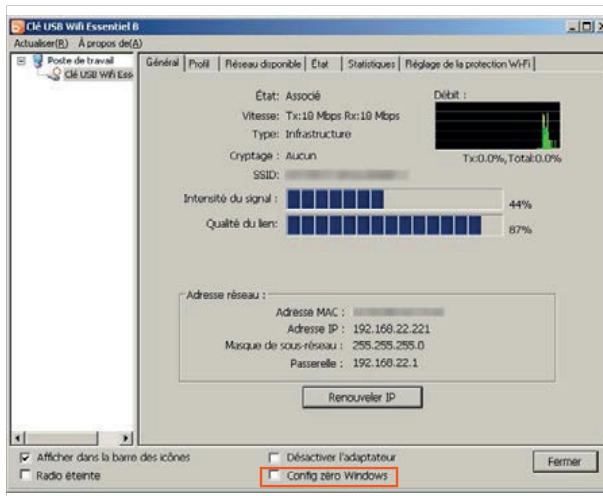 Clé USB Wifi Essentiel B
Actualiser(R) À propos de(A)
Poste de travail
Clé USB Wifi Ess
Général Profil Réseau disponible État Statistiques Réglage de la protection Wi-Fi
État: Associé
Débit :
Vitesse: Tx:18 Mbps Rx:18 Mbps
Type: Infrastructure
Cryptage : Aucun
Tx:0.0%, Total:0.0%
SSID:
Intensité du signal :
44%
Qualité du lien:
87%
Adresse réseau :
Adresse MAC :
Adresse IP : 192.168.22.221
Masque de sous-réseau : 255.255.255.0
Passerelle : 192.168.22.1
Renouveler IP
Afficher dans la barre des icônes
Désactiver l'adaptateur
Fermer
Radio éteinte
Config zéro Windows